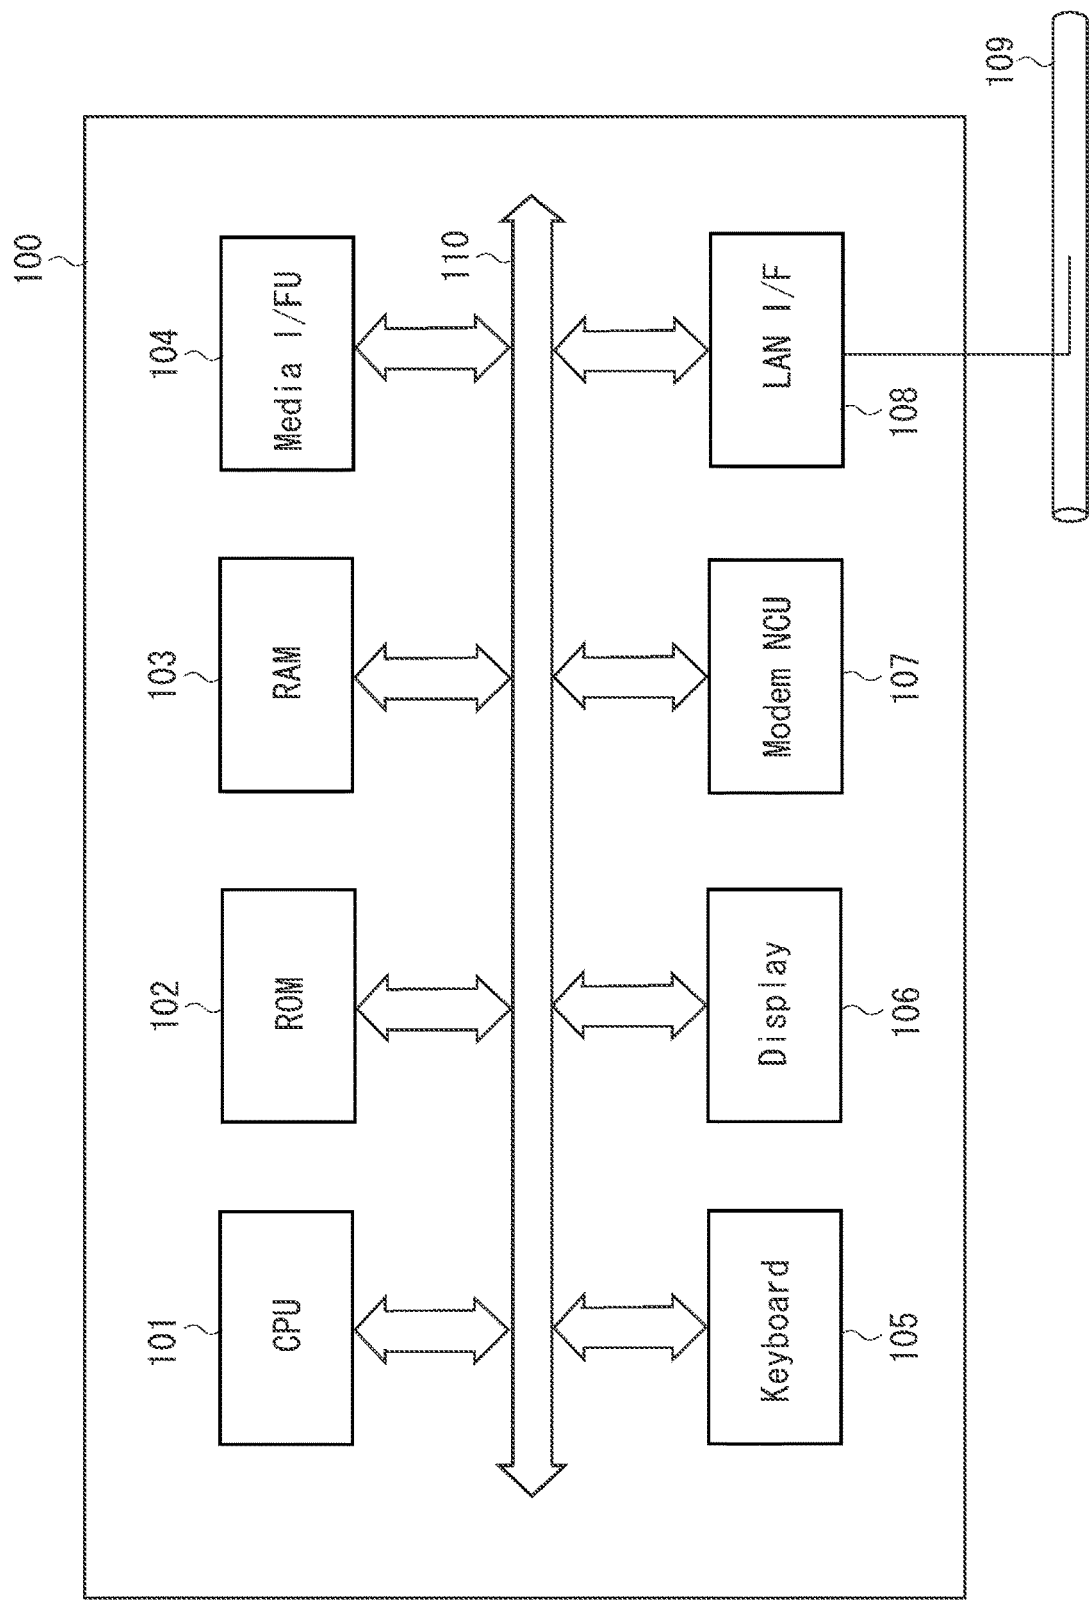 100
101
102
103
104
CPU
ROM
RAM
Media I/FU
110
Keyboard
Display
Modem NCU
LAN I/F
105
106
107
108
109